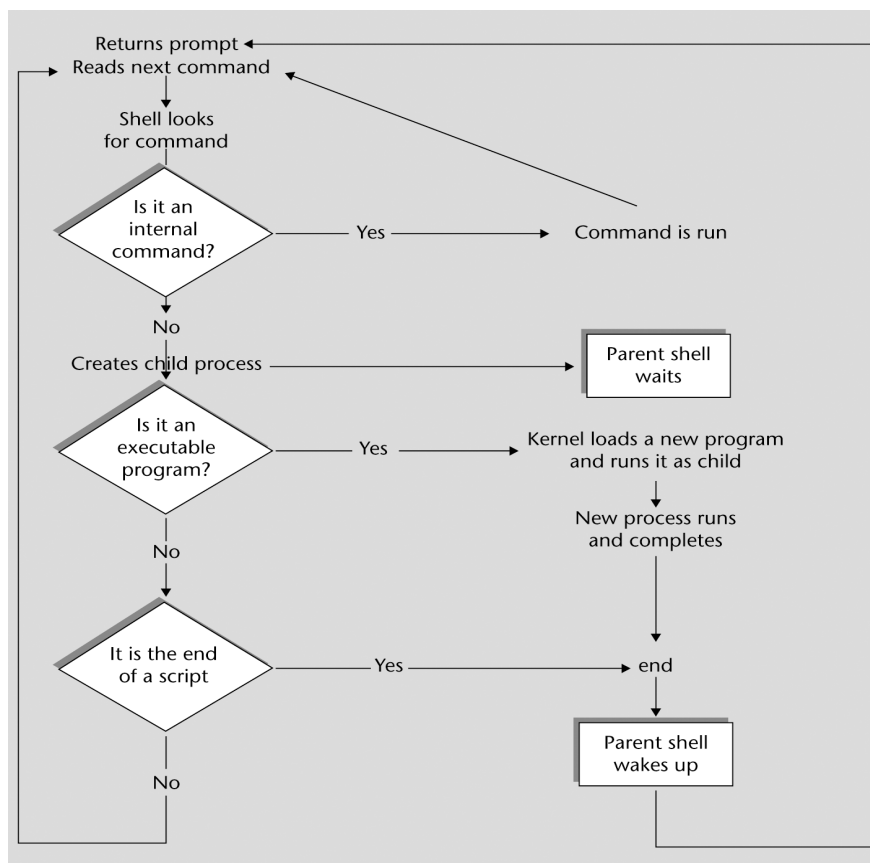 Returns prompt
Reads next command
Shell looks
for command
Is it an
internal
command?
Yes
Command is run
No
Creates child process
Parent shell
waits
Is it an
executable
program?
Yes
Kernel loads a new program
and runs it as child
New process runs
and completes
No
It is the end
of a script
Yes
end
Parent shell
wakes up
No